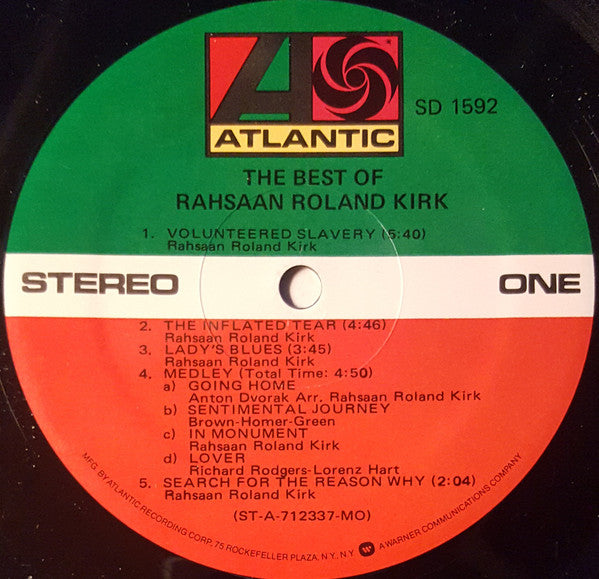 ATLANTIC
SD 1592
THE BEST OF
RAHSAAN ROLAND KIRK
1. VOLUNTEERED SLAVERY (5:40)
Rahsaan Roland Kirk
STEREO
ONE
2. THE INFLATED TEAR (4:46)
Rahsaan Roland Kirk
3. LADY'S BLUES (3:45)
Rahsaan Roland Kirk
4. MEDLEY (Total Time: 4:50)
a) GOING HOME
Anton Dvorak Arr. Rahsaan Roland Kirk
b) SENTIMENTAL JOURNEY
Brown-Homer-Green
c) IN MONUMENT
Rahsaan Roland Kirk
d) LOVER
Richard Rodgers-Lorenz Hart
5. SEARCH FOR THE REASON WHY (2:04)
Rahsaan Roland Kirk
(ST-A-712337-MO)
MFG. BY ATLANTIC RECORDING CORP., 75 ROCKEFELLER PLAZA, N.Y., N.Y. A WARNER COMMUNICATIONS COMPANY